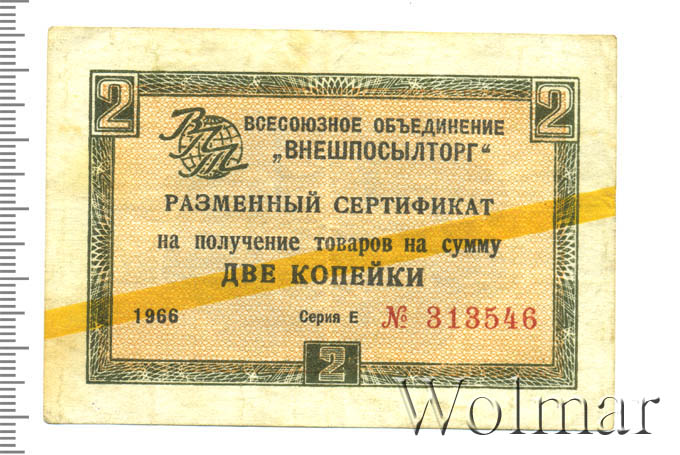 2 2
ВПТ
ВСЕСОЮЗНОЕ ОБЪЕДИНЕНИЕ
„ВНЕШПОСЫЛТОРГ“
РАЗМЕННЫЙ СЕРТИФИКАТ
на получение товаров на сумму
ДВЕ КОПЕЙКИ
1966 Серия Е № 313546
2
Wolmar